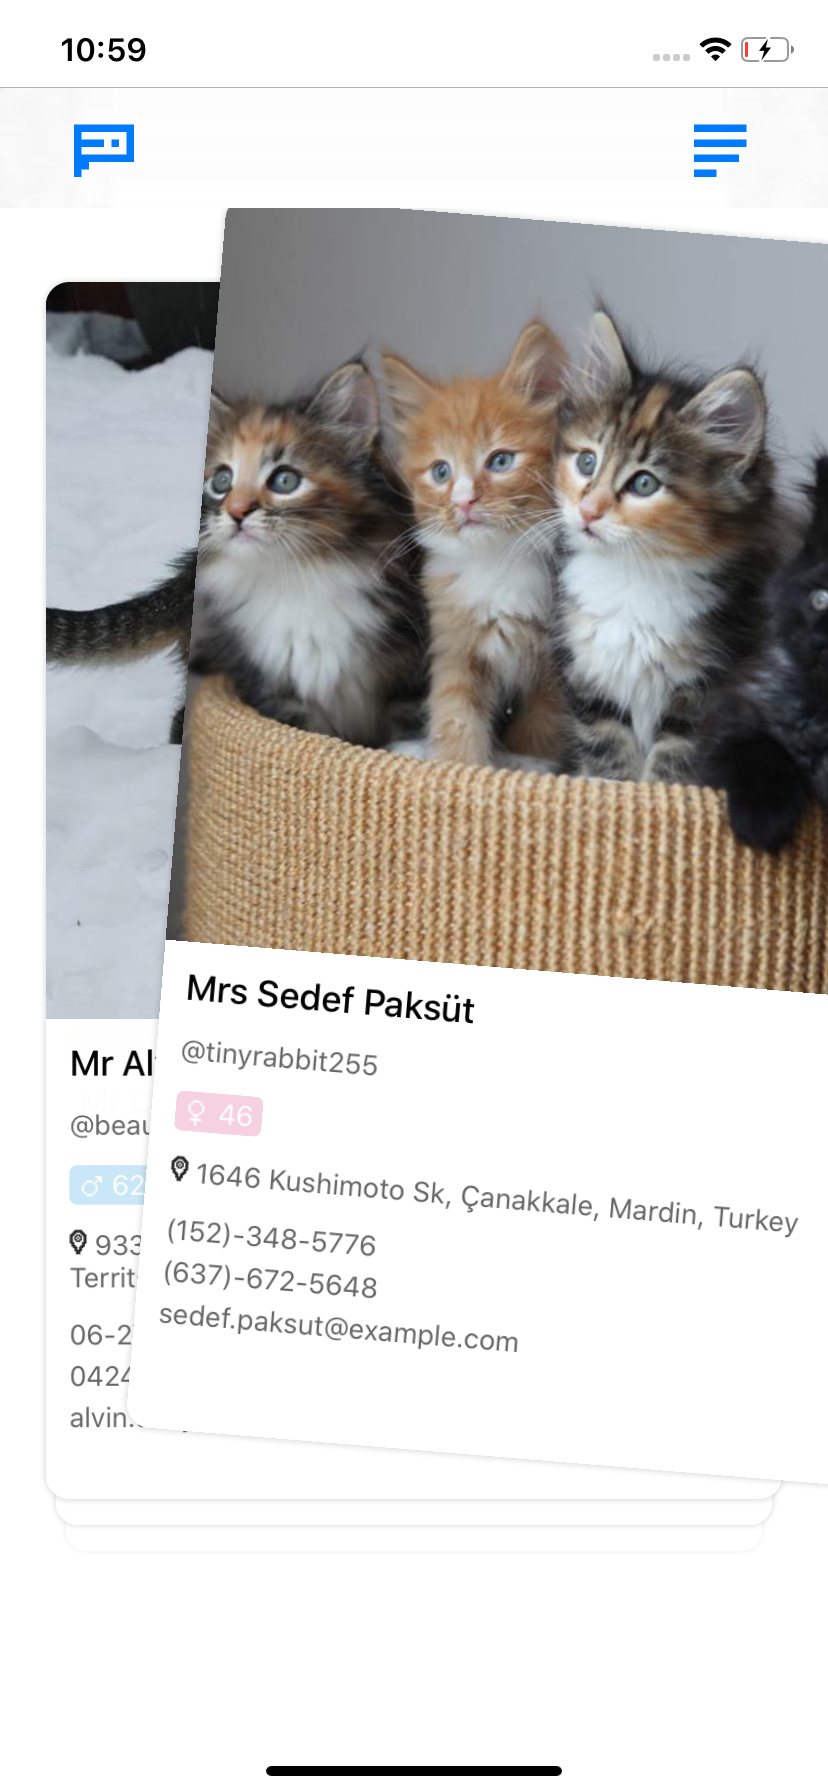 10:59
Mrs Sedef Paksüt
@tinyrabbit255
♀ 46
1646 Kushimoto Sk, Çanakkale, Mardin, Turkey
(152)-348-5776
(637)-672-5648
sedef.paksut@example.com
Mr Al
@beau
♂ 62
933
Territ
06-2
0424
alvin.